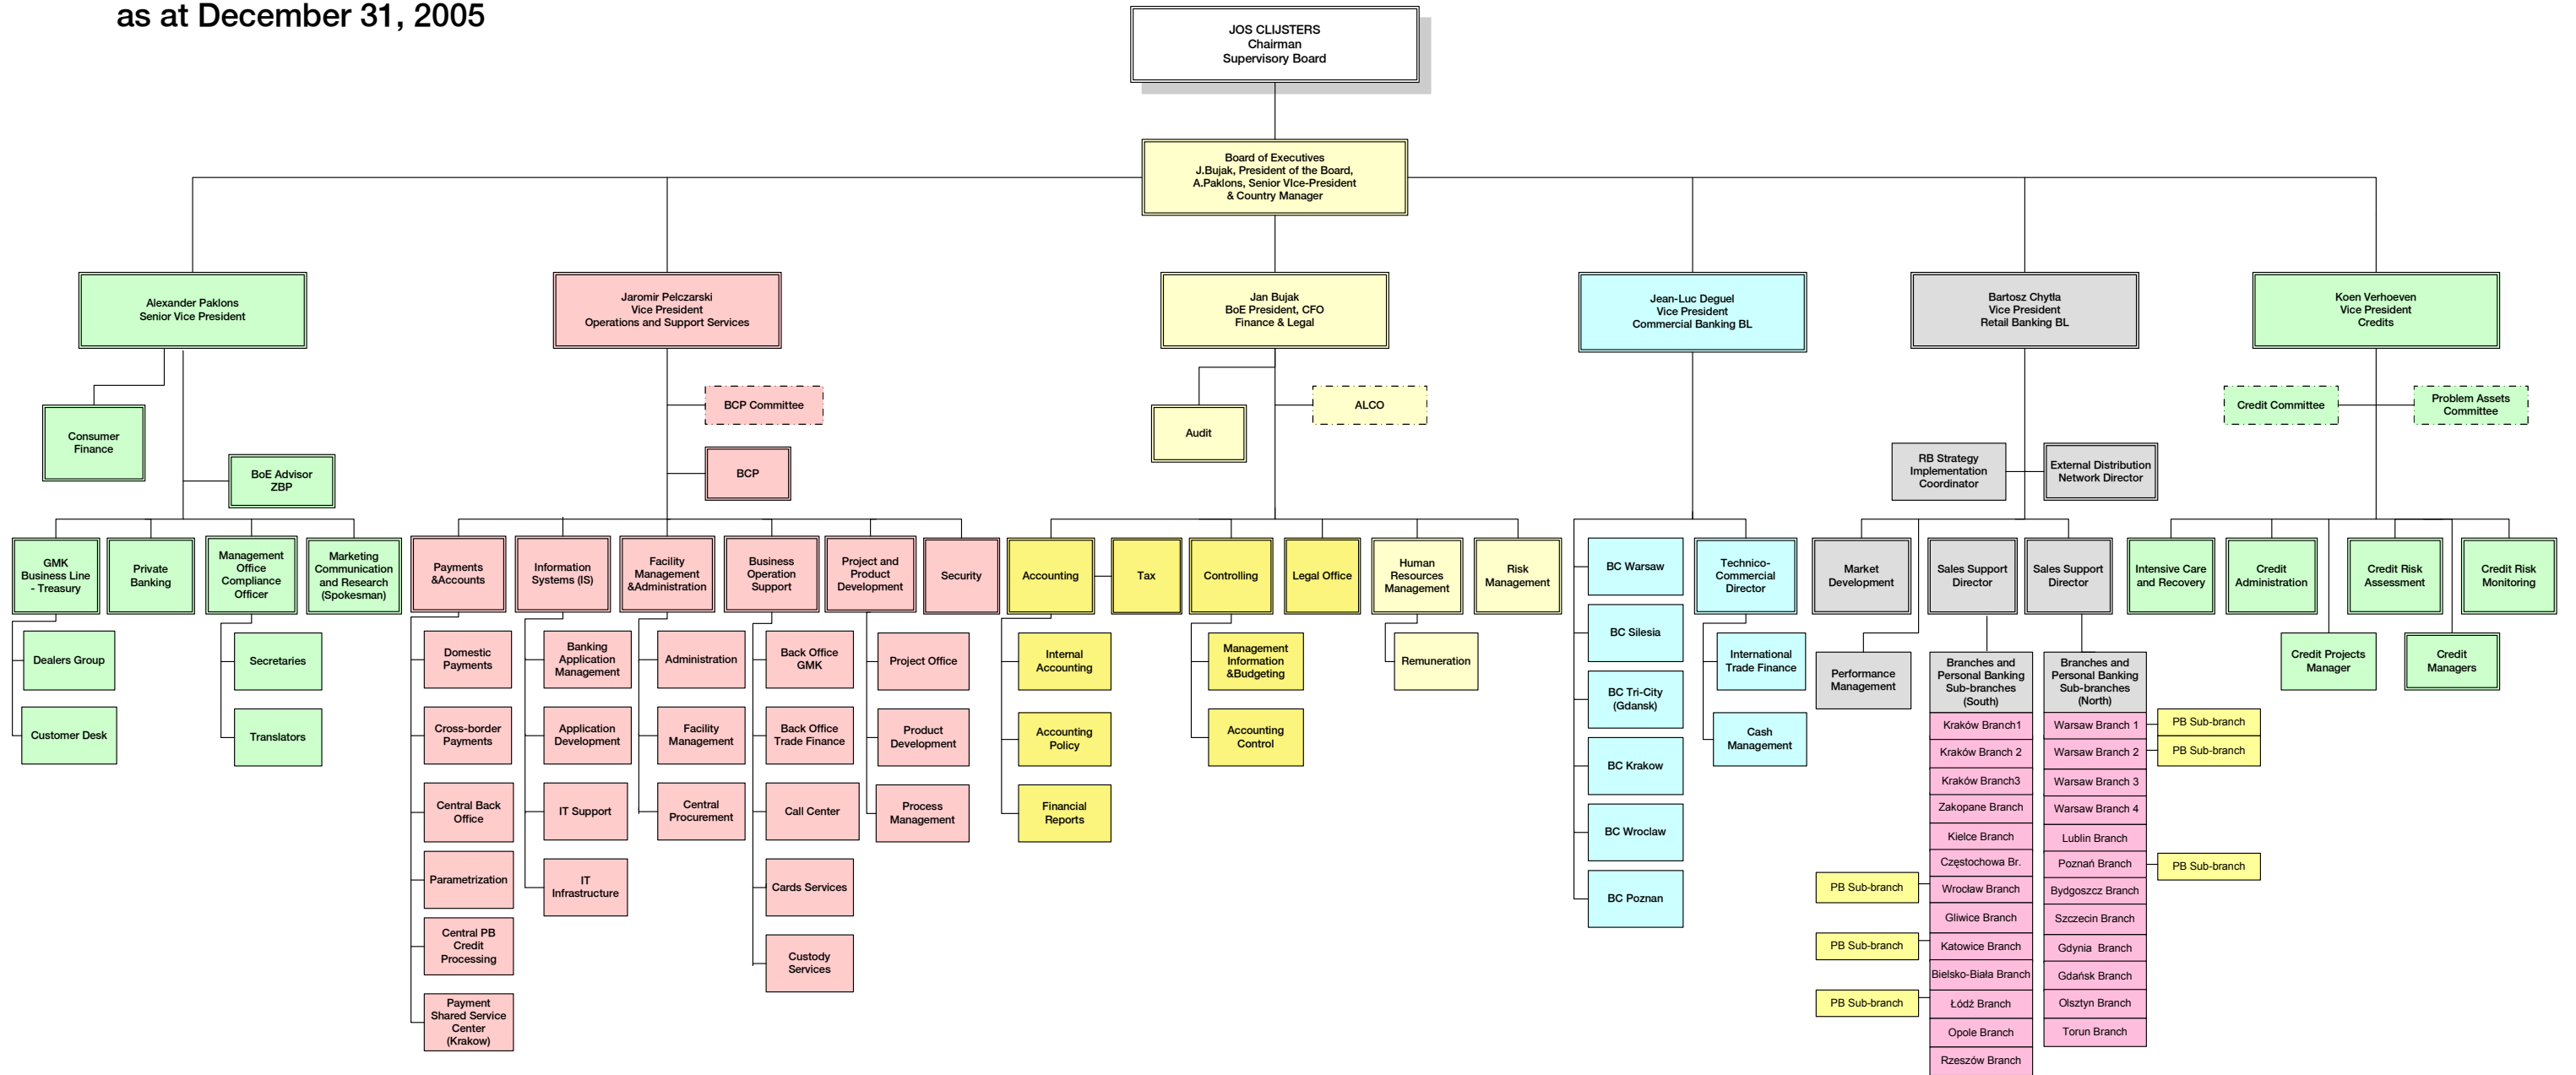 as at December 31, 2005
JOS CLIJSTERS
Chairman
Supervisory Board
Board of Executives
J.Bujak, President of the Board,
A.Paklons, Senior VIce-President
& Country Manager
Alexander Paklons
Senior Vice President
Jaromir Pelczarski
Vice President
Operations and Support Services
Jan Bujak
BoE President, CFO
Finance & Legal
Jean-Luc Deguel
Vice President
Commercial Banking BL
Bartosz Chytła
Vice President
Retail Banking BL
Koen Verhoeven
Vice President
Credits
Consumer
Finance
BoE Advisor
ZBP
BCP Committee
BCP
Audit
ALCO
RB Strategy
Implementation
Coordinator
External Distribution
Network Director
Credit Committee
Problem Assets
Committee
GMK
Business Line
- Treasury
Private
Banking
Management
Office
Compliance
Officer
Marketing
Communication
and Research
(Spokesman)
Payments
&Accounts
Information
Systems (IS)
Facility
Management
&Administration
Business
Operation
Support
Project and
Product
Development
Security
Accounting
Tax
Controlling
Legal Office
Human
Resources
Management
Risk
Management
BC Warsaw
Technico-
Commercial
Director
Market
Development
Sales Support
Director
Sales Support
Director
Intensive Care
and Recovery
Credit
Administration
Credit Risk
Assessment
Credit Risk
Monitoring
Dealers Group
Customer Desk
Secretaries
Translators
Domestic
Payments
Cross-border
Payments
Central Back
Office
Parametrization
Central PB
Credit
Processing
Payment
Shared Service
Center
(Krakow)
Banking
Application
Management
Application
Development
IT Support
IT
Infrastructure
Administration
Facility
Management
Central
Procurement
Back Office
GMK
Back Office
Trade Finance
Call Center
Cards Services
Custody
Services
Project Office
Product
Development
Process
Management
Internal
Accounting
Accounting
Policy
Financial
Reports
Management
Information
&Budgeting
Accounting
Control
Remuneration
BC Silesia
BC Tri-City
(Gdansk)
BC Krakow
BC Wroclaw
BC Poznan
International
Trade Finance
Cash
Management
Performance
Management
Branches and
Personal Banking
Sub-branches
(South)
Kraków Branch1
Kraków Branch 2
Kraków Branch3
Zakopane Branch
Kielce Branch
Częstochowa Br.
PB Sub-branch
Wrocław Branch
Gliwice Branch
PB Sub-branch
Katowice Branch
Bielsko-Biała Branch
PB Sub-branch
Łódź Branch
Opole Branch
Rzeszów Branch
Branches and
Personal Banking
Sub-branches
(North)
Warsaw Branch 1
PB Sub-branch
Warsaw Branch 2
PB Sub-branch
Warsaw Branch 3
Warsaw Branch 4
Lublin Branch
Poznań Branch
PB Sub-branch
Bydgoszcz Branch
Szczecin Branch
Gdynia Branch
Gdańsk Branch
Olsztyn Branch
Torun Branch
Credit Projects
Manager
Credit
Managers